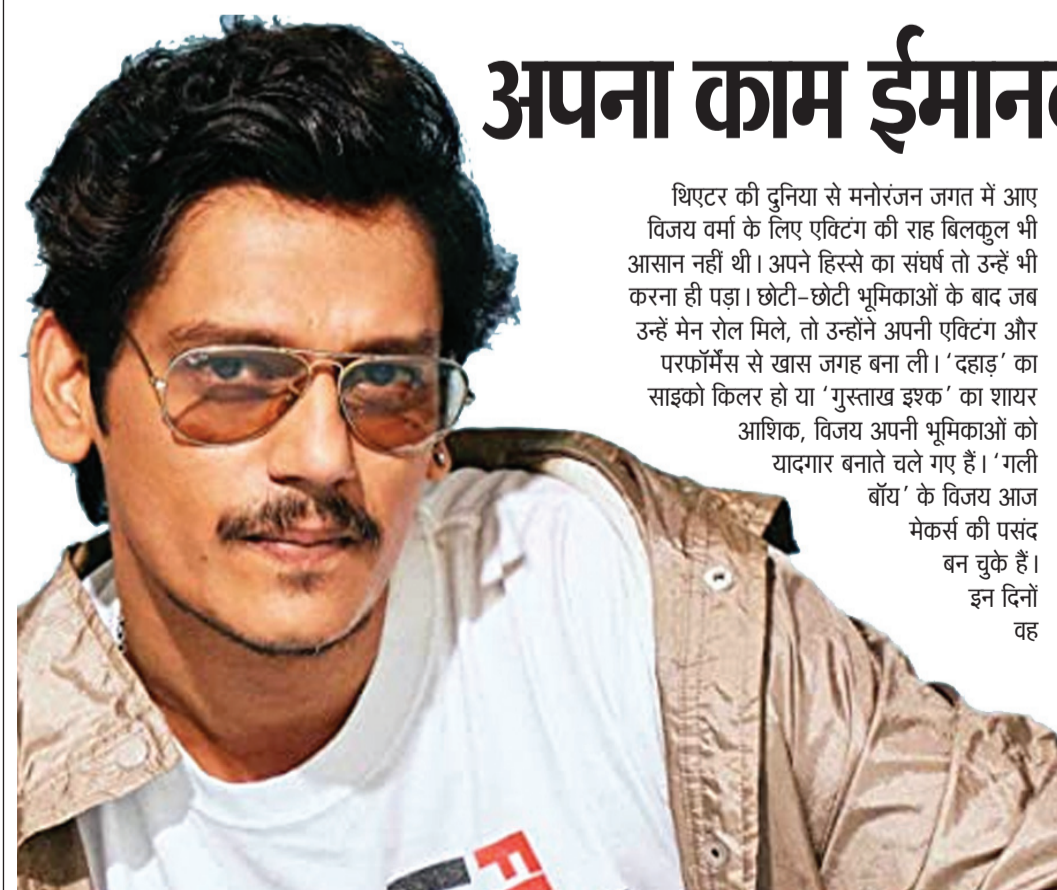 अपना काम
थिएटर की दुनिया से मनोरंजन जगत में आए
विजय वर्मा के लिए एक्टिंग की राह बिलकुल भी
आसान नहीं थी। अपने हिस्से का संघर्ष तो उन्हें भी
करना ही पड़ा। छोटी-छोटी भूमिकाओं के बाद जब
उन्हें मेन रोल मिले, तो उन्होंने अपनी एक्टिंग और
परफॉर्मेंस से खास जगह बना ली। ‘दहाड़’ का
साइको किलर हो या ‘गुस्ताख इश्क’ का शायर
आशिक, विजय अपनी भूमिकाओं को
यादगार बनाते चले गए हैं। ‘गली
बॉय’ के विजय आज
मेकर्स की पसंद
बन चुके हैं।
इन दिनों
वह